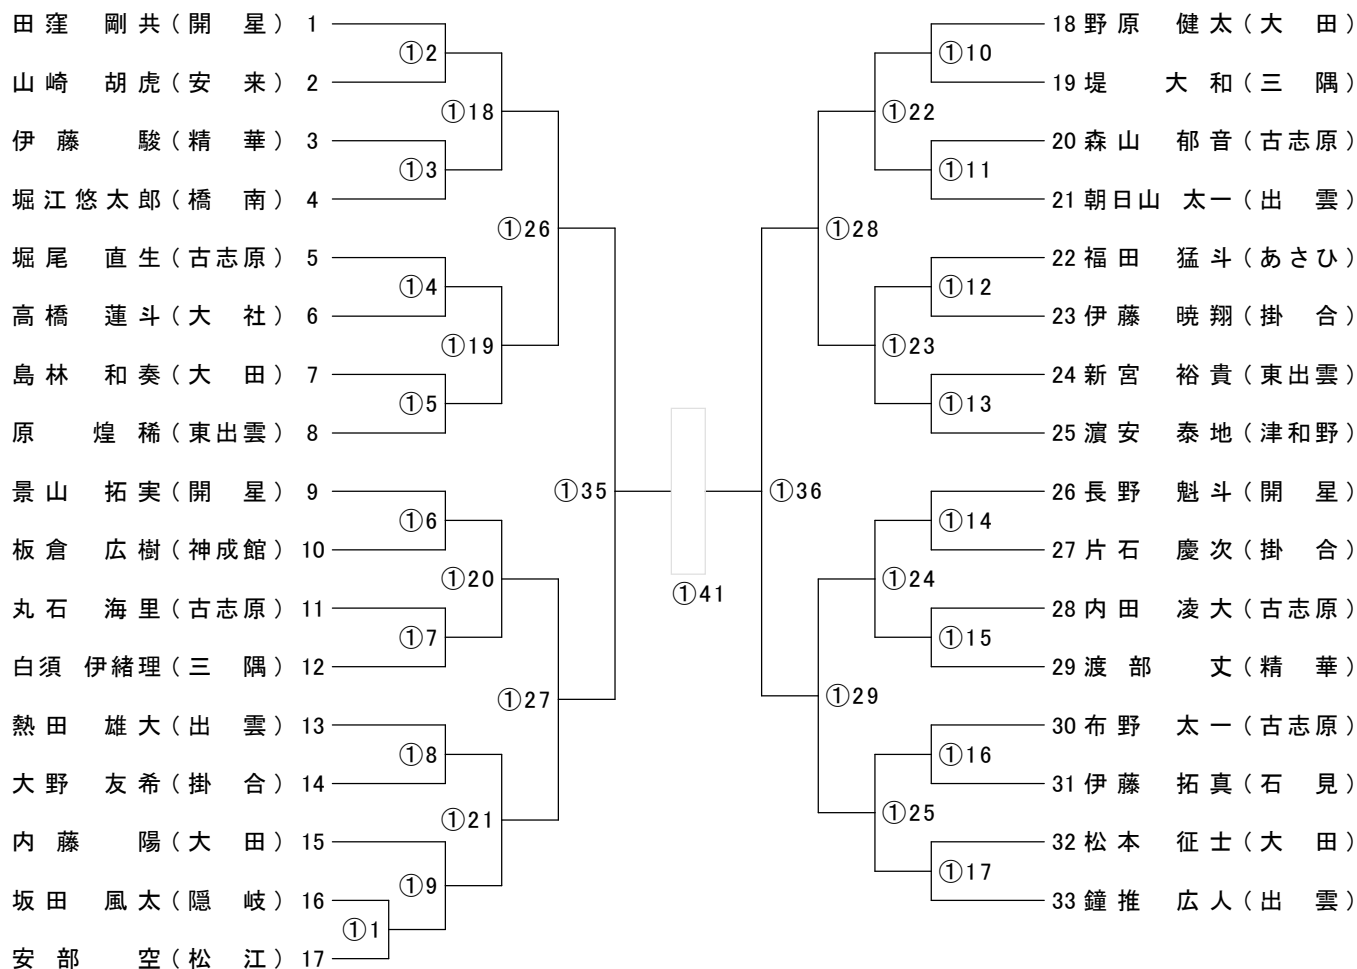 田窪 剛共（開 星） 1
山崎 胡虎（安 来） 2
伊藤 駿（精 華） 3
堀江悠太郎（橋 南） 4
堀尾 直生（古志原） 5
高橋 蓮斗（大 社） 6
島林 和奏（大 田） 7
原 煌稀（東出雲） 8
景山 拓実（開 星） 9
板倉 広樹（神成館） 10
丸石 海里（古志原） 11
白須 伊緒理（三 隅） 12
熱田 雄大（出 雲） 13
大野 友希（掛 合） 14
内藤 陽（大 田） 15
坂田 風太（隠 岐） 16
安部 空（松 江） 17
①2
①3
①4
①5
①6
①7
①8
①9
①1
①18
①19
①20
①21
①26
①27
①35
①41
①36
①28
①29
①22
①23
①24
①25
①10
①11
①12
①13
①14
①15
①16
①17
18 野原 健太（大 田）
19 堤 大和（三 隅）
20 森山 郁音（古志原）
21 朝日山 太一（出 雲）
22 福田 猛斗（あさひ）
23 伊藤 暁翔（掛 合）
24 新宮 裕貴（東出雲）
25 濵安 泰地（津和野）
26 長野 魁斗（開 星）
27 片石 慶次（掛 合）
28 内田 凌大（古志原）
29 渡部 丈（精 華）
30 布野 太一（古志原）
31 伊藤 拓真（石 見）
32 松本 征士（大 田）
33 鐘推 広人（出 雲）